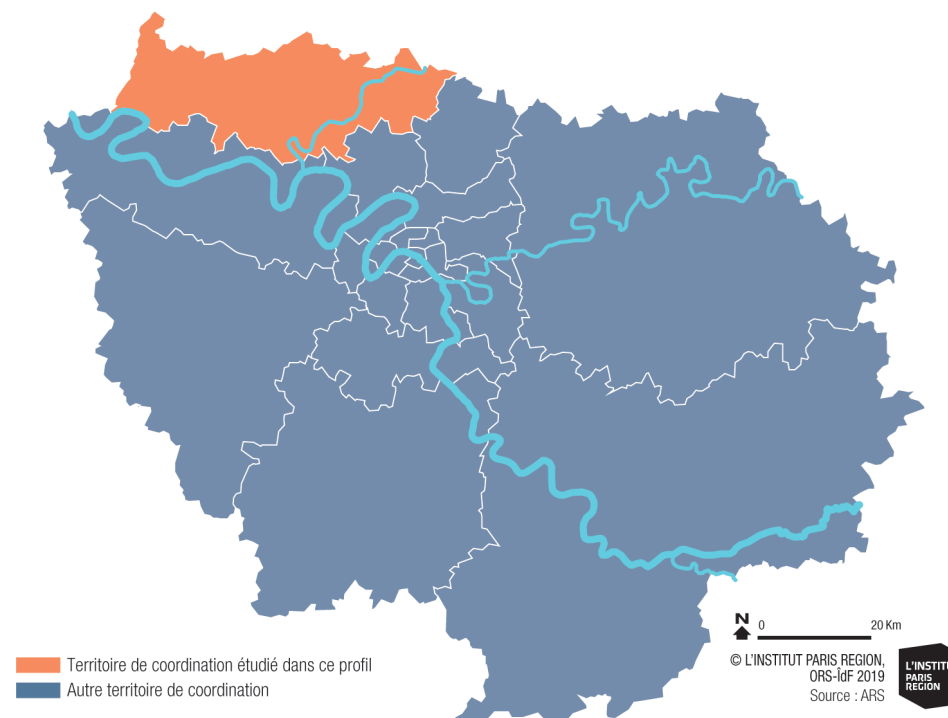 Territoire de coordination étudié dans ce profil
Autre territoire de coordination
N
0 20 Km
© L'INSTITUT PARIS REGION,
ORS-ÎdF 2019
Source : ARS
L'INSTIT
PARIS
REGION